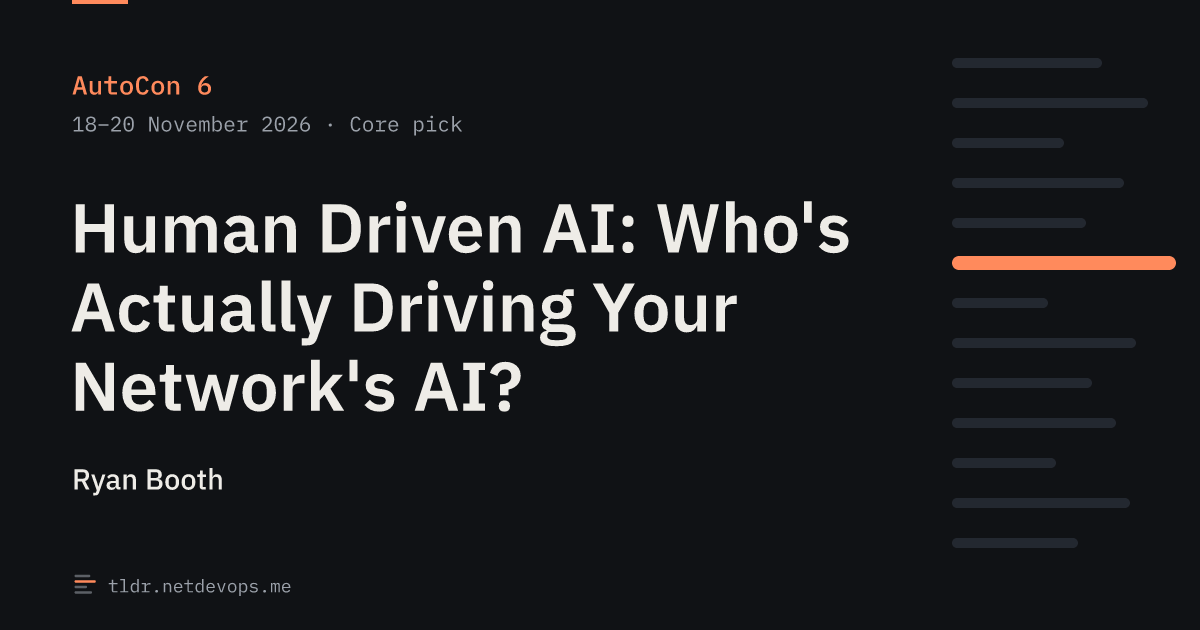 AutoCon 6
18–20 November 2026 · Core pick
Human Driven AI: Who's
Actually Driving Your
Network's AI?
Ryan Booth
tldr.netdevops.me